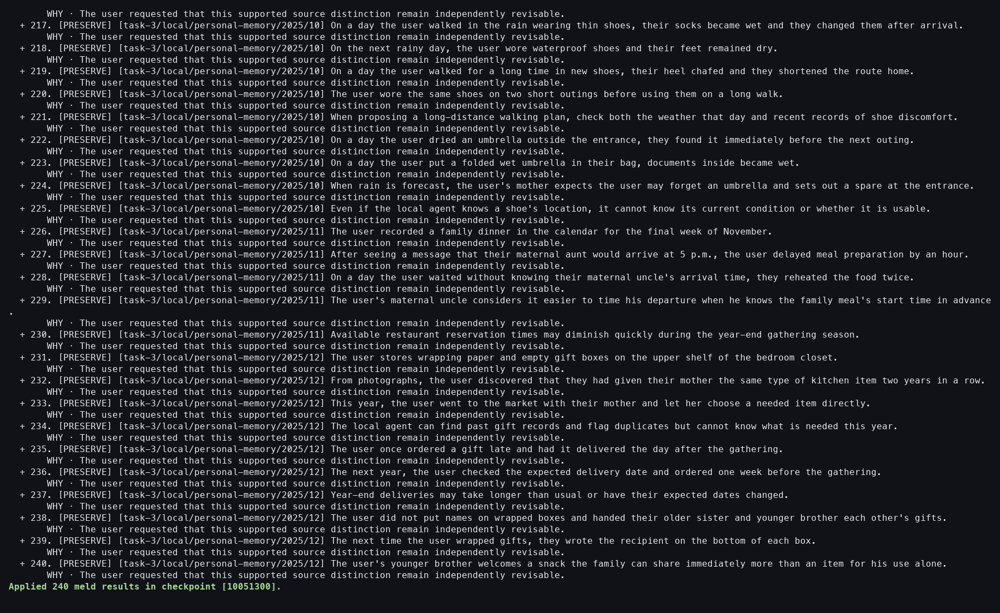 WHY · The user requested that this supported source distinction remain independently revisable.
+ 217. [PRESERVE] [task-3/local/personal-memory/2025/10] On a day the user walked in the rain wearing thin shoes, their socks became wet and they changed them after arrival.
WHY · The user requested that this supported source distinction remain independently revisable.
+ 218. [PRESERVE] [task-3/local/personal-memory/2025/10] On the next rainy day, the user wore waterproof shoes and their feet remained dry.
WHY · The user requested that this supported source distinction remain independently revisable.
+ 219. [PRESERVE] [task-3/local/personal-memory/2025/10] On a day the user walked for a long time in new shoes, their heel chafed and they shortened the route home.
WHY · The user requested that this supported source distinction remain independently revisable.
+ 220. [PRESERVE] [task-3/local/personal-memory/2025/10] The user wore the same shoes on two short outings before using them on a long walk.
WHY · The user requested that this supported source distinction remain independently revisable.
+ 221. [PRESERVE] [task-3/local/personal-memory/2025/10] When proposing a long-distance walking plan, check both the weather that day and recent records of shoe discomfort.
WHY · The user requested that this supported source distinction remain independently revisable.
+ 222. [PRESERVE] [task-3/local/personal-memory/2025/10] On a day the user dried an umbrella outside the entrance, they found it immediately before the next outing.
WHY · The user requested that this supported source distinction remain independently revisable.
+ 223. [PRESERVE] [task-3/local/personal-memory/2025/10] On a day the user put a folded wet umbrella in their bag, documents inside became wet.
WHY · The user requested that this supported source distinction remain independently revisable.
+ 224. [PRESERVE] [task-3/local/personal-memory/2025/10] When rain is forecast, the user's mother expects the user may forget an umbrella and sets out a spare at the entrance.
WHY · The user requested that this supported source distinction remain independently revisable.
+ 225. [PRESERVE] [task-3/local/personal-memory/2025/10] Even if the local agent knows a shoe's location, it cannot know its current condition or whether it is usable.
WHY · The user requested that this supported source distinction remain independently revisable.
+ 226. [PRESERVE] [task-3/local/personal-memory/2025/11] The user recorded a family dinner in the calendar for the final week of November.
WHY · The user requested that this supported source distinction remain independently revisable.
+ 227. [PRESERVE] [task-3/local/personal-memory/2025/11] After seeing a message that their maternal aunt would arrive at 5 p.m., the user delayed meal preparation by an hour.
WHY · The user requested that this supported source distinction remain independently revisable.
+ 228. [PRESERVE] [task-3/local/personal-memory/2025/11] On a day the user waited without knowing their maternal uncle's arrival time, they reheated the food twice.
WHY · The user requested that this supported source distinction remain independently revisable.
+ 229. [PRESERVE] [task-3/local/personal-memory/2025/11] The user's maternal uncle considers it easier to time his departure when he knows the family meal's start time in advance
.
WHY · The user requested that this supported source distinction remain independently revisable.
+ 230. [PRESERVE] [task-3/local/personal-memory/2025/11] Available restaurant reservation times may diminish quickly during the year-end gathering season.
WHY · The user requested that this supported source distinction remain independently revisable.
+ 231. [PRESERVE] [task-3/local/personal-memory/2025/12] The user stores wrapping paper and empty gift boxes on the upper shelf of the bedroom closet.
WHY · The user requested that this supported source distinction remain independently revisable.
+ 232. [PRESERVE] [task-3/local/personal-memory/2025/12] From photographs, the user discovered that they had given their mother the same type of kitchen item two years in a row.
WHY · The user requested that this supported source distinction remain independently revisable.
+ 233. [PRESERVE] [task-3/local/personal-memory/2025/12] This year, the user went to the market with their mother and let her choose a needed item directly.
WHY · The user requested that this supported source distinction remain independently revisable.
+ 234. [PRESERVE] [task-3/local/personal-memory/2025/12] The local agent can find past gift records and flag duplicates but cannot know what is needed this year.
WHY · The user requested that this supported source distinction remain independently revisable.
+ 235. [PRESERVE] [task-3/local/personal-memory/2025/12] The user once ordered a gift late and had it delivered the day after the gathering.
WHY · The user requested that this supported source distinction remain independently revisable.
+ 236. [PRESERVE] [task-3/local/personal-memory/2025/12] The next year, the user checked the expected delivery date and ordered one week before the gathering.
WHY · The user requested that this supported source distinction remain independently revisable.
+ 237. [PRESERVE] [task-3/local/personal-memory/2025/12] Year-end deliveries may take longer than usual or have their expected dates changed.
WHY · The user requested that this supported source distinction remain independently revisable.
+ 238. [PRESERVE] [task-3/local/personal-memory/2025/12] The user did not put names on wrapped boxes and handed their older sister and younger brother each other's gifts.
WHY · The user requested that this supported source distinction remain independently revisable.
+ 239. [PRESERVE] [task-3/local/personal-memory/2025/12] The next time the user wrapped gifts, they wrote the recipient on the bottom of each box.
WHY · The user requested that this supported source distinction remain independently revisable.
+ 240. [PRESERVE] [task-3/local/personal-memory/2025/12] The user's younger brother welcomes a snack the family can share immediately more than an item for his use alone.
WHY · The user requested that this supported source distinction remain independently revisable.
Applied 240 meld results in checkpoint [10051300].